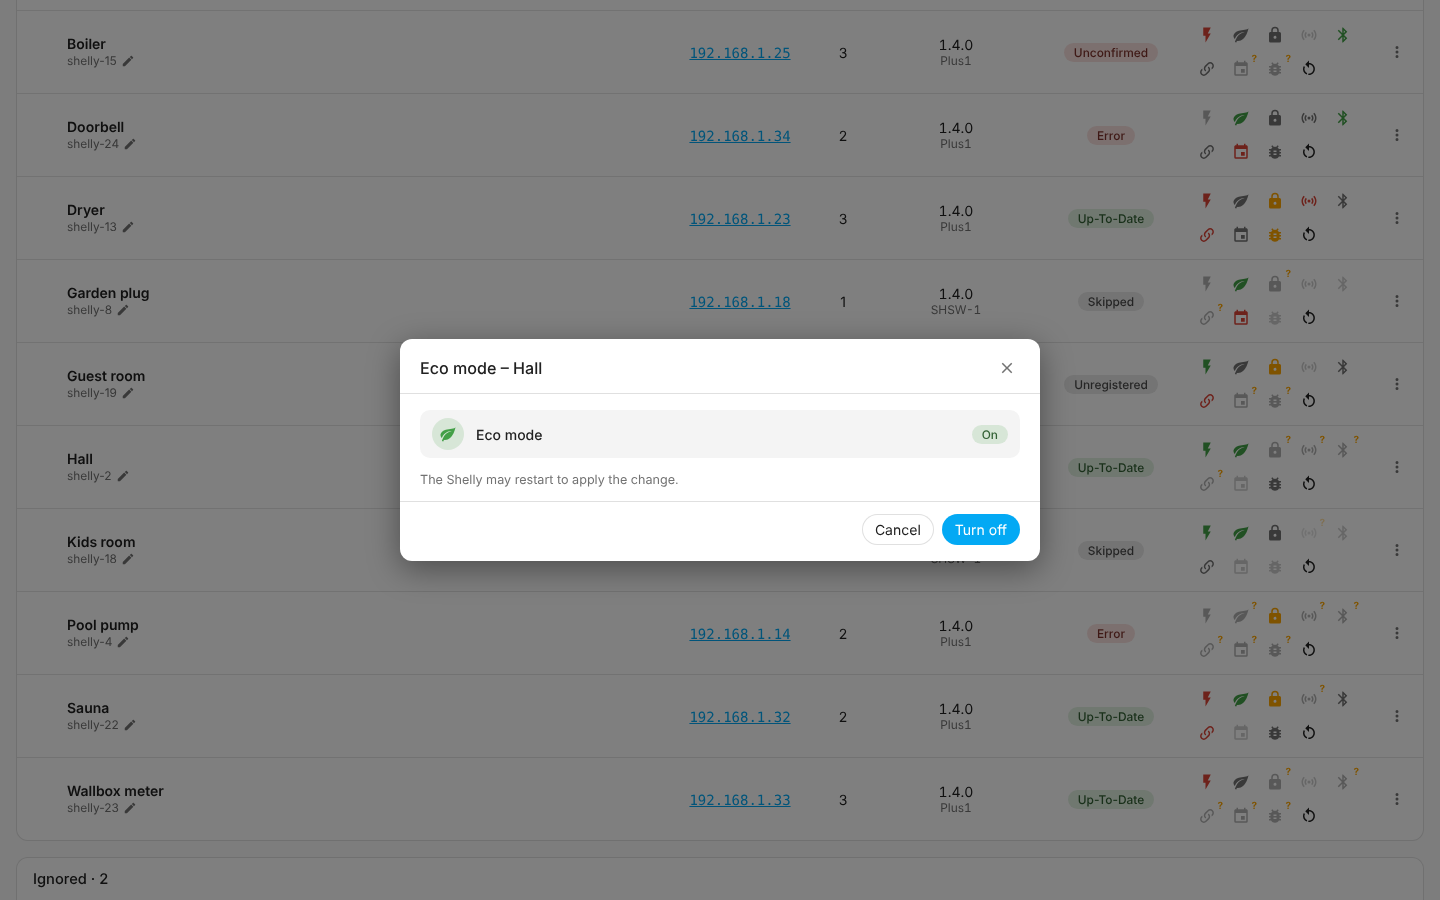 Boiler
shelly-15
192.168.1.25
3
1.4.0
Plus1
Unconfirmed
?
?
Doorbell
shelly-24
192.168.1.34
2
1.4.0
Plus1
Error
Dryer
shelly-13
192.168.1.23
3
1.4.0
Plus1
Up-To-Date
Garden plug
shelly-8
192.168.1.18
1
1.4.0
SHSW-1
Skipped
?
?
Guest room
shelly-19
Unregistered
?
?
Eco mode – Hall
Eco mode
On
The Shelly may restart to apply the change.
Cancel
Turn off
Hall
shelly-2
Up-To-Date
?
?
?
?
Kids room
shelly-18
Skipped
?
Pool pump
shelly-4
192.168.1.14
2
1.4.0
Plus1
Error
?
?
?
?
?
?
Sauna
shelly-22
192.168.1.32
2
1.4.0
Plus1
Up-To-Date
?
Wallbox meter
shelly-23
192.168.1.33
3
1.4.0
Plus1
Up-To-Date
?
?
?
?
?
Ignored · 2